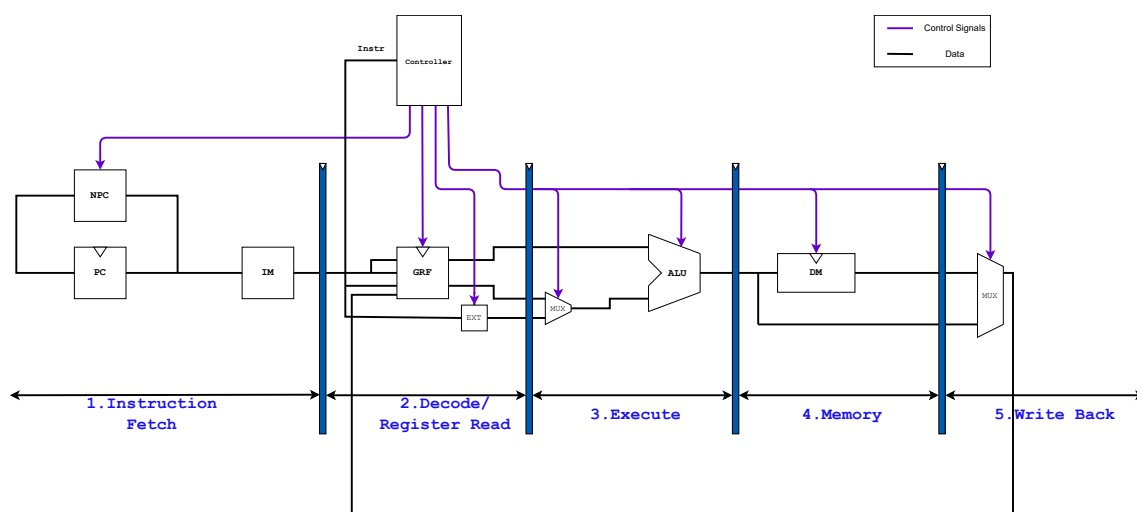 Control Signals
Data
Instr
Controller
NPC
PC
IM
GRF
EXT
MUX
ALU
DM
MUX
1.Instruction
Fetch
2.Decode/
Register Read
3.Execute
4.Memory
5.Write Back